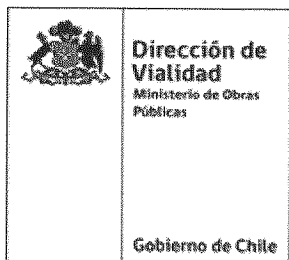 Dirección de
Vialidad
Ministerio de Obras
Públicas
Gobierno de Chile